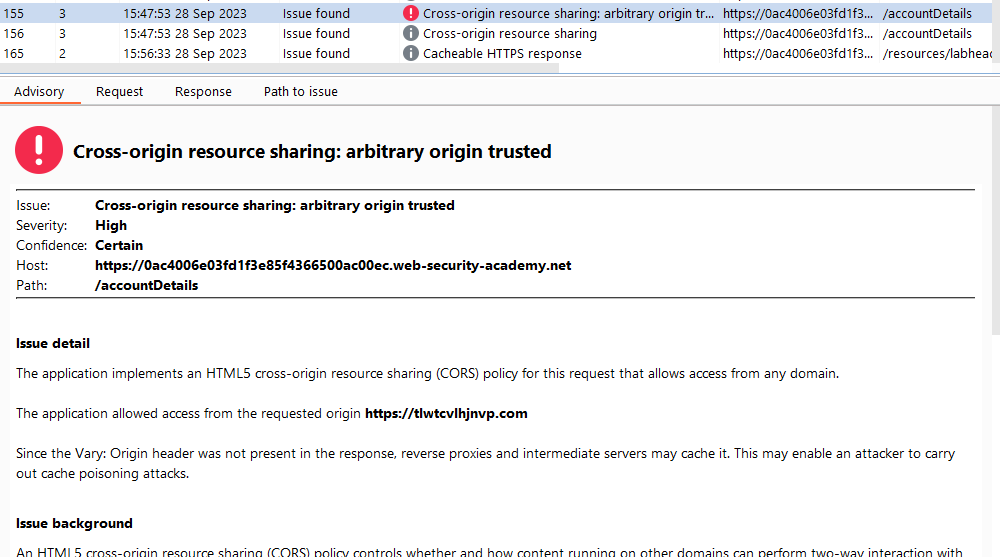 155 3 15:47:53 28 Sep 2023 Issue found Cross-origin resource sharing: arbitrary origin tr... https://0ac4006e03fd1f3... /accountDetails
156 3 15:47:53 28 Sep 2023 Issue found Cross-origin resource sharing https://0ac4006e03fd1f3... /accountDetails
165 2 15:56:33 28 Sep 2023 Issue found Cacheable HTTPS response https://0ac4006e03fd1f3... /resources/labhead
Advisory Request Response Path to issue
Cross-origin resource sharing: arbitrary origin trusted
Issue: Cross-origin resource sharing: arbitrary origin trusted
Severity: High
Confidence: Certain
Host: https://0ac4006e03fd1f3e85f4366500ac00ec.web-security-academy.net
Path: /accountDetails
Issue detail
The application implements an HTML5 cross-origin resource sharing (CORS) policy for this request that allows access from any domain.
The application allowed access from the requested origin https://tlwtcvlhjnvp.com
Since the Vary: Origin header was not present in the response, reverse proxies and intermediate servers may cache it. This may enable an attacker to carry
out cache poisoning attacks.
Issue background
An HTML5 cross-origin resource sharing (CORS) policy controls whether and how content running on other domains can perform two-way interaction with